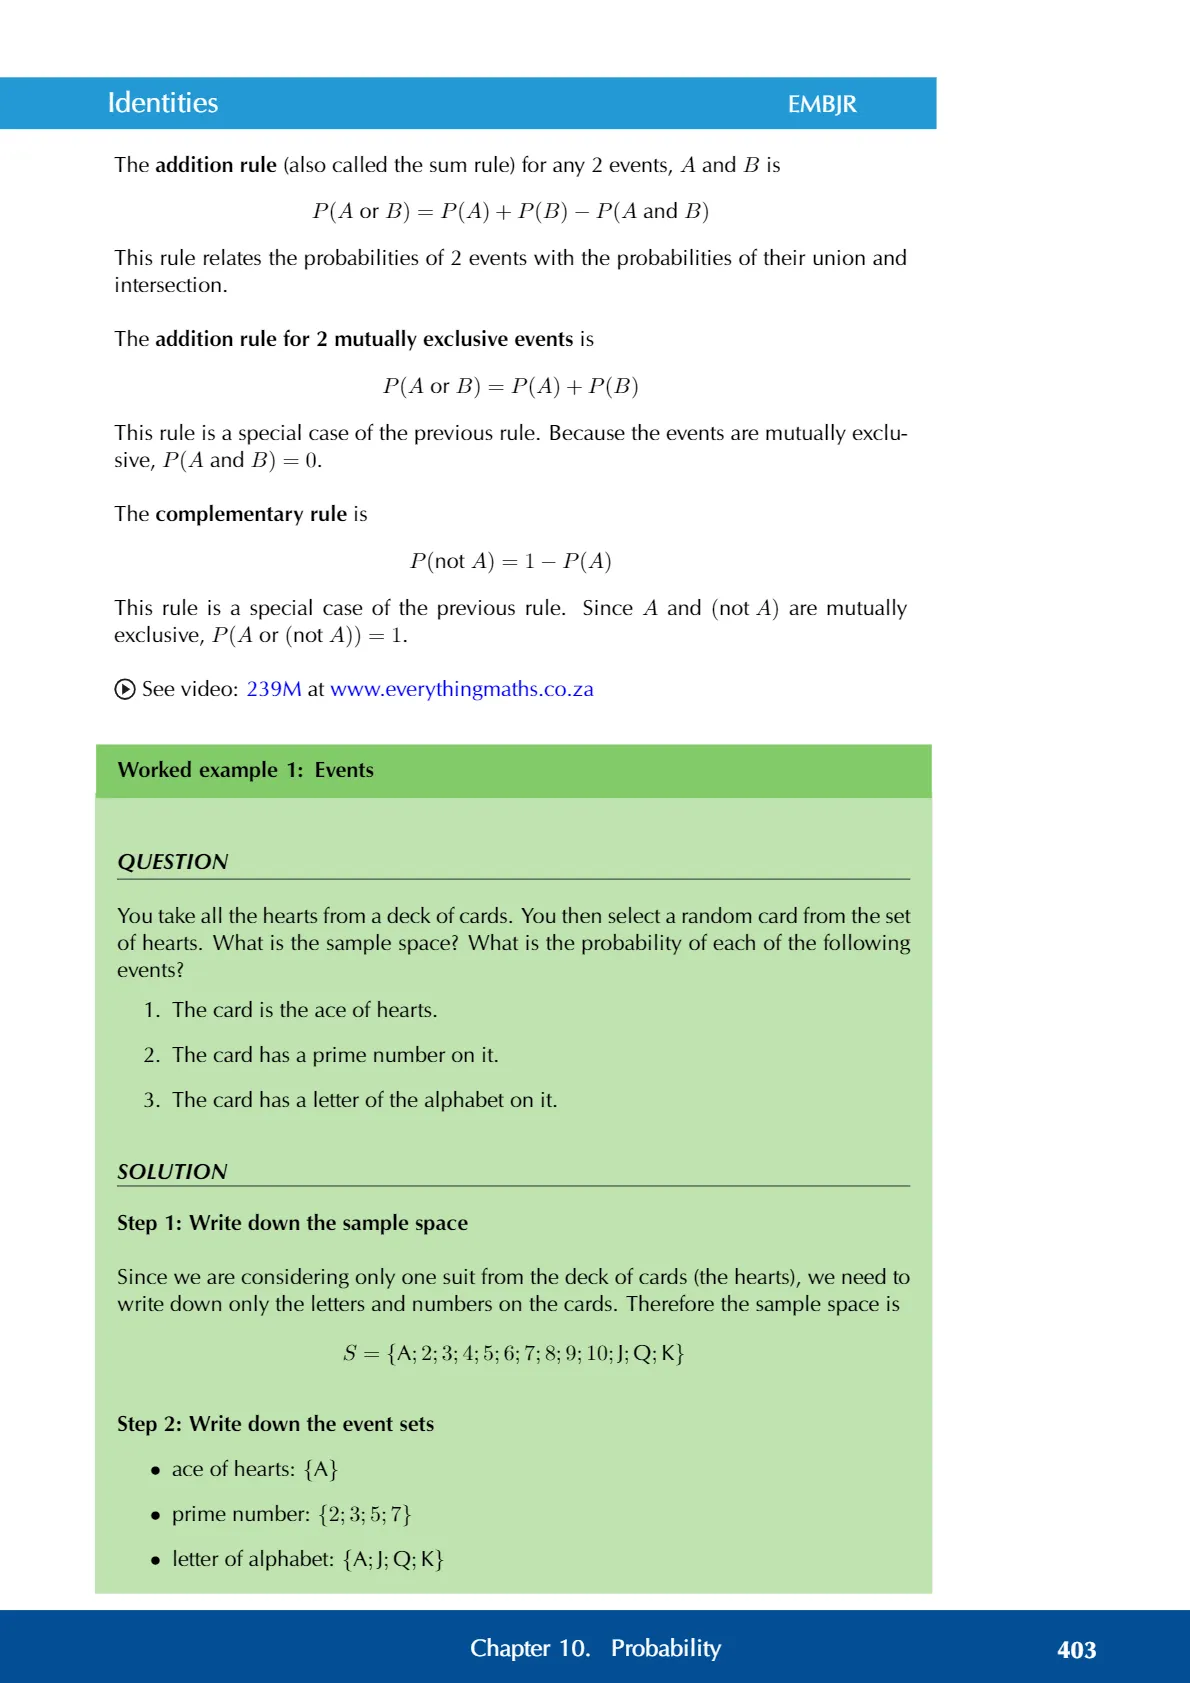 Identities EMBJR
The addition rule (also called the sum rule) for any 2 events, A and B is
P(A or B) = P(A) + P(B) − P(A and B)
This rule relates the probabilities of 2 events with the probabilities of their union and
intersection.
The addition rule for 2 mutually exclusive events is
P(A or B) = P(A) + P(B)
This rule is a special case of the previous rule. Because the events are mutually exclu-
sive, P(A and B) = 0.
The complementary rule is
P(not A) = 1 − P(A)
This rule is a special case of the previous rule. Since A and (not A) are mutually
exclusive, P(A or (not A)) = 1.
See video: 239M at www.everythingmaths.co.za
Worked example 1: Events
QUESTION
You take all the hearts from a deck of cards. You then select a random card from the set
of hearts. What is the sample space? What is the probability of each of the following
events?
1. The card is the ace of hearts.
2. The card has a prime number on it.
3. The card has a letter of the alphabet on it.
SOLUTION
Step 1: Write down the sample space
Since we are considering only one suit from the deck of cards (the hearts), we need to
write down only the letters and numbers on the cards. Therefore the sample space is
S = {A; 2; 3; 4; 5; 6; 7; 8; 9; 10; J; Q; K}
Step 2: Write down the event sets
• ace of hearts: {A}
• prime number: {2; 3; 5; 7}
• letter of alphabet: {A; J; Q; K}
Chapter 10. Probability 403